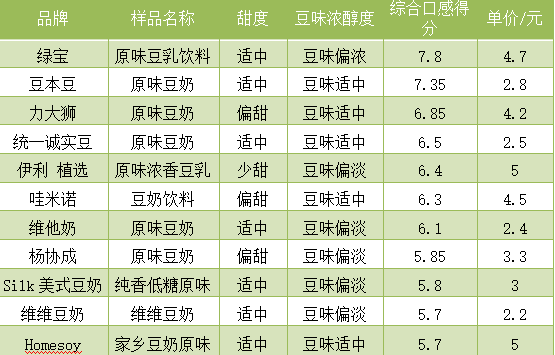 品牌 样品名称 甜度 豆味浓醇度 综合口感得分 单价/元
绿宝 原味豆乳饮料 适中 豆味偏浓 7.8 4.7
豆本豆 原味豆奶 适中 豆味适中 7.35 2.8
力大狮 原味豆奶 偏甜 豆味适中 6.85 4.2
统一诚实豆 原味豆奶 适中 豆味适中 6.5 2.5
伊利 植选 原味浓香豆乳 少甜 豆味偏淡 6.4 5
哇米诺 豆奶饮料 偏甜 豆味偏淡 6.3 4.5
维他奶 原味豆奶 适中 豆味偏淡 6.1 2.4
杨协成 原味豆奶 偏甜 豆味偏淡 5.85 3.3
Silk美式豆奶 纯香低糖原味 适中 豆味偏淡 5.8 3
维维豆奶 维维豆奶 适中 豆味偏淡 5.7 2.2
Homesoy 家乡豆奶原味 适中 豆味适中 5.7 5